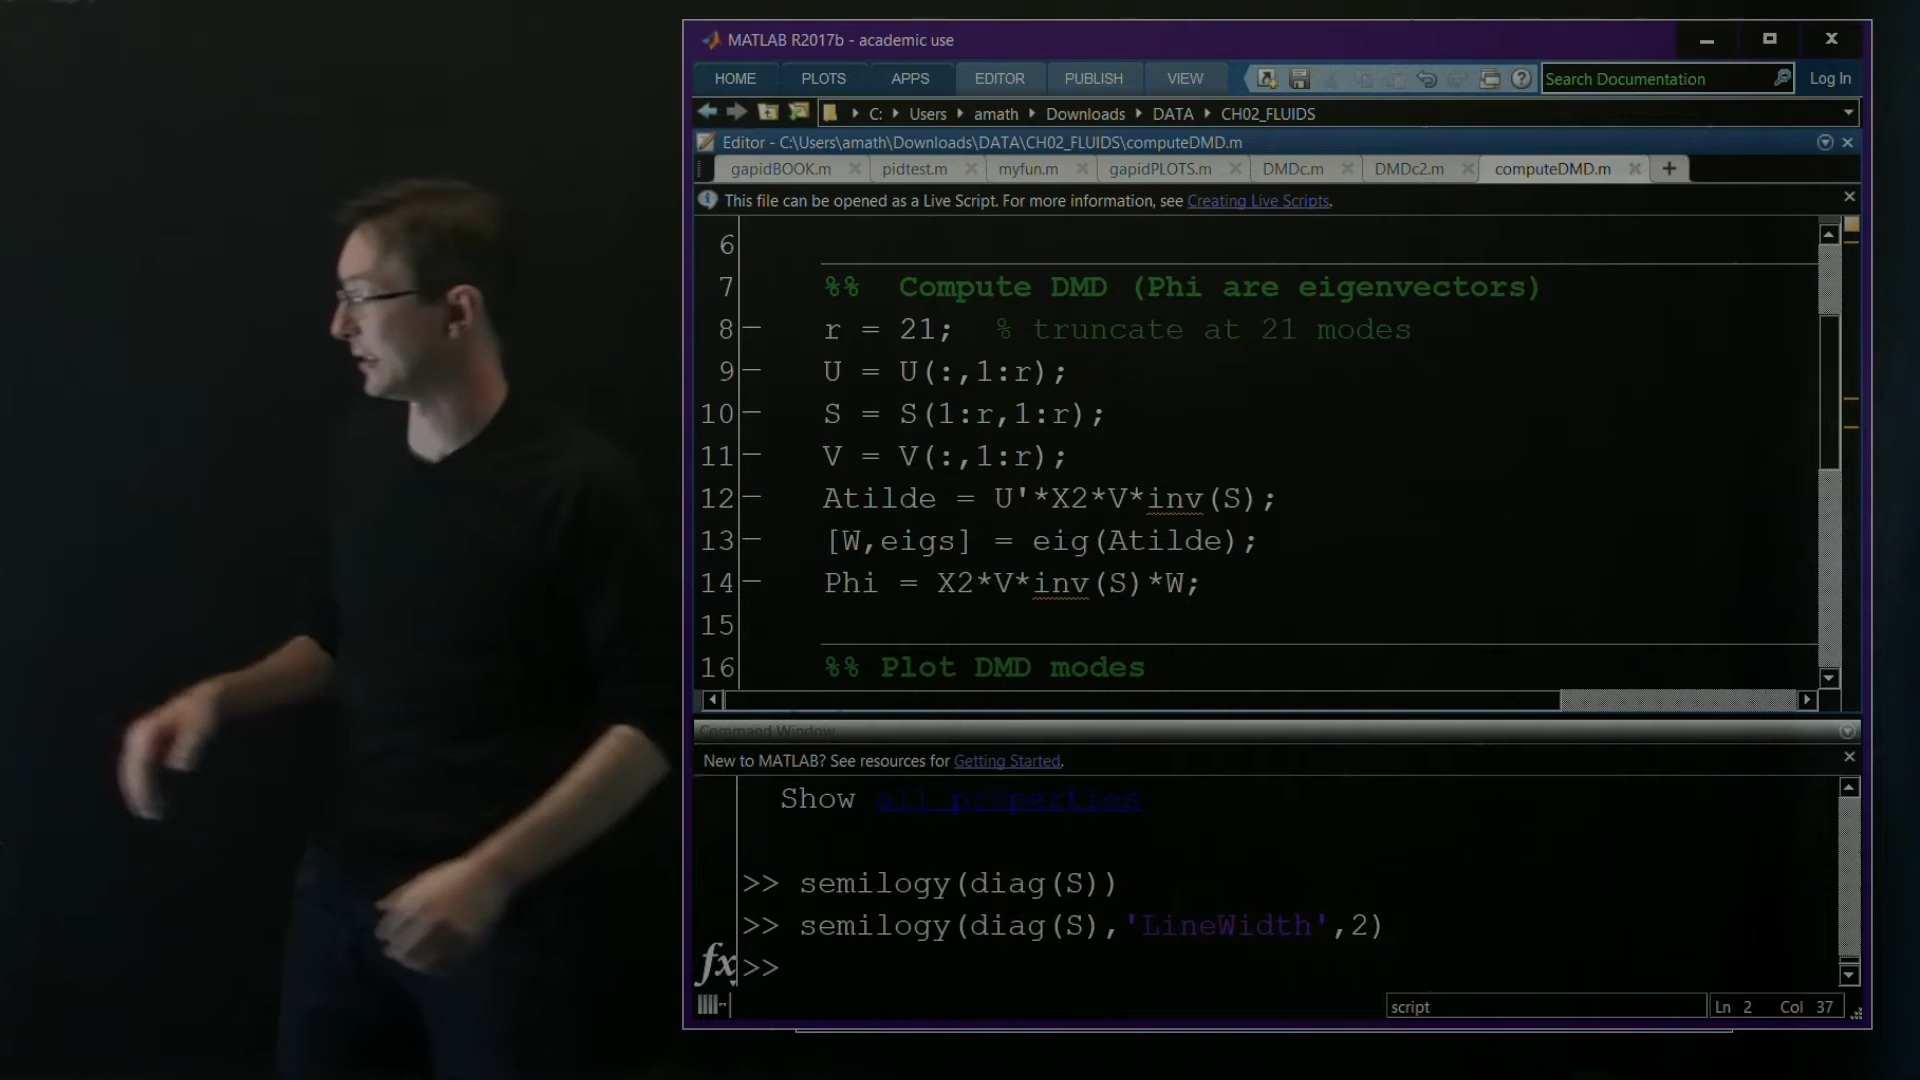 MATLAB R2017b - academic use
HOME PLOTS APPS EDITOR PUBLISH VIEW Search Documentation Log In
C: Users amath Downloads DATA CH02_FLUIDS
Editor - C:\Users\amath\Downloads\DATA\CH02_FLUIDS\computeDMD.m
gapidBOOK.m pidtest.m myfun.m gapidPLOTS.m DMDc.m DMDc2.m computeDMD.m +
This file can be opened as a Live Script. For more information, see Creating Live Scripts.
6
7 %% Compute DMD (Phi are eigenvectors)
8 r = 21; % truncate at 21 modes
9 U = U(:,1:r);
10 S = S(1:r,1:r);
11 V = V(:,1:r);
12 Atilde = U'*X2*V*inv(S);
13 [W,eigs] = eig(Atilde);
14 Phi = X2*V*inv(S)*W;
15
16 %% Plot DMD modes
Command Window
New to MATLAB? See resources for Getting Started.
Show all properties
>> semilogy(diag(S))
>> semilogy(diag(S),'LineWidth',2)
fx >>
script Ln 2 Col 37